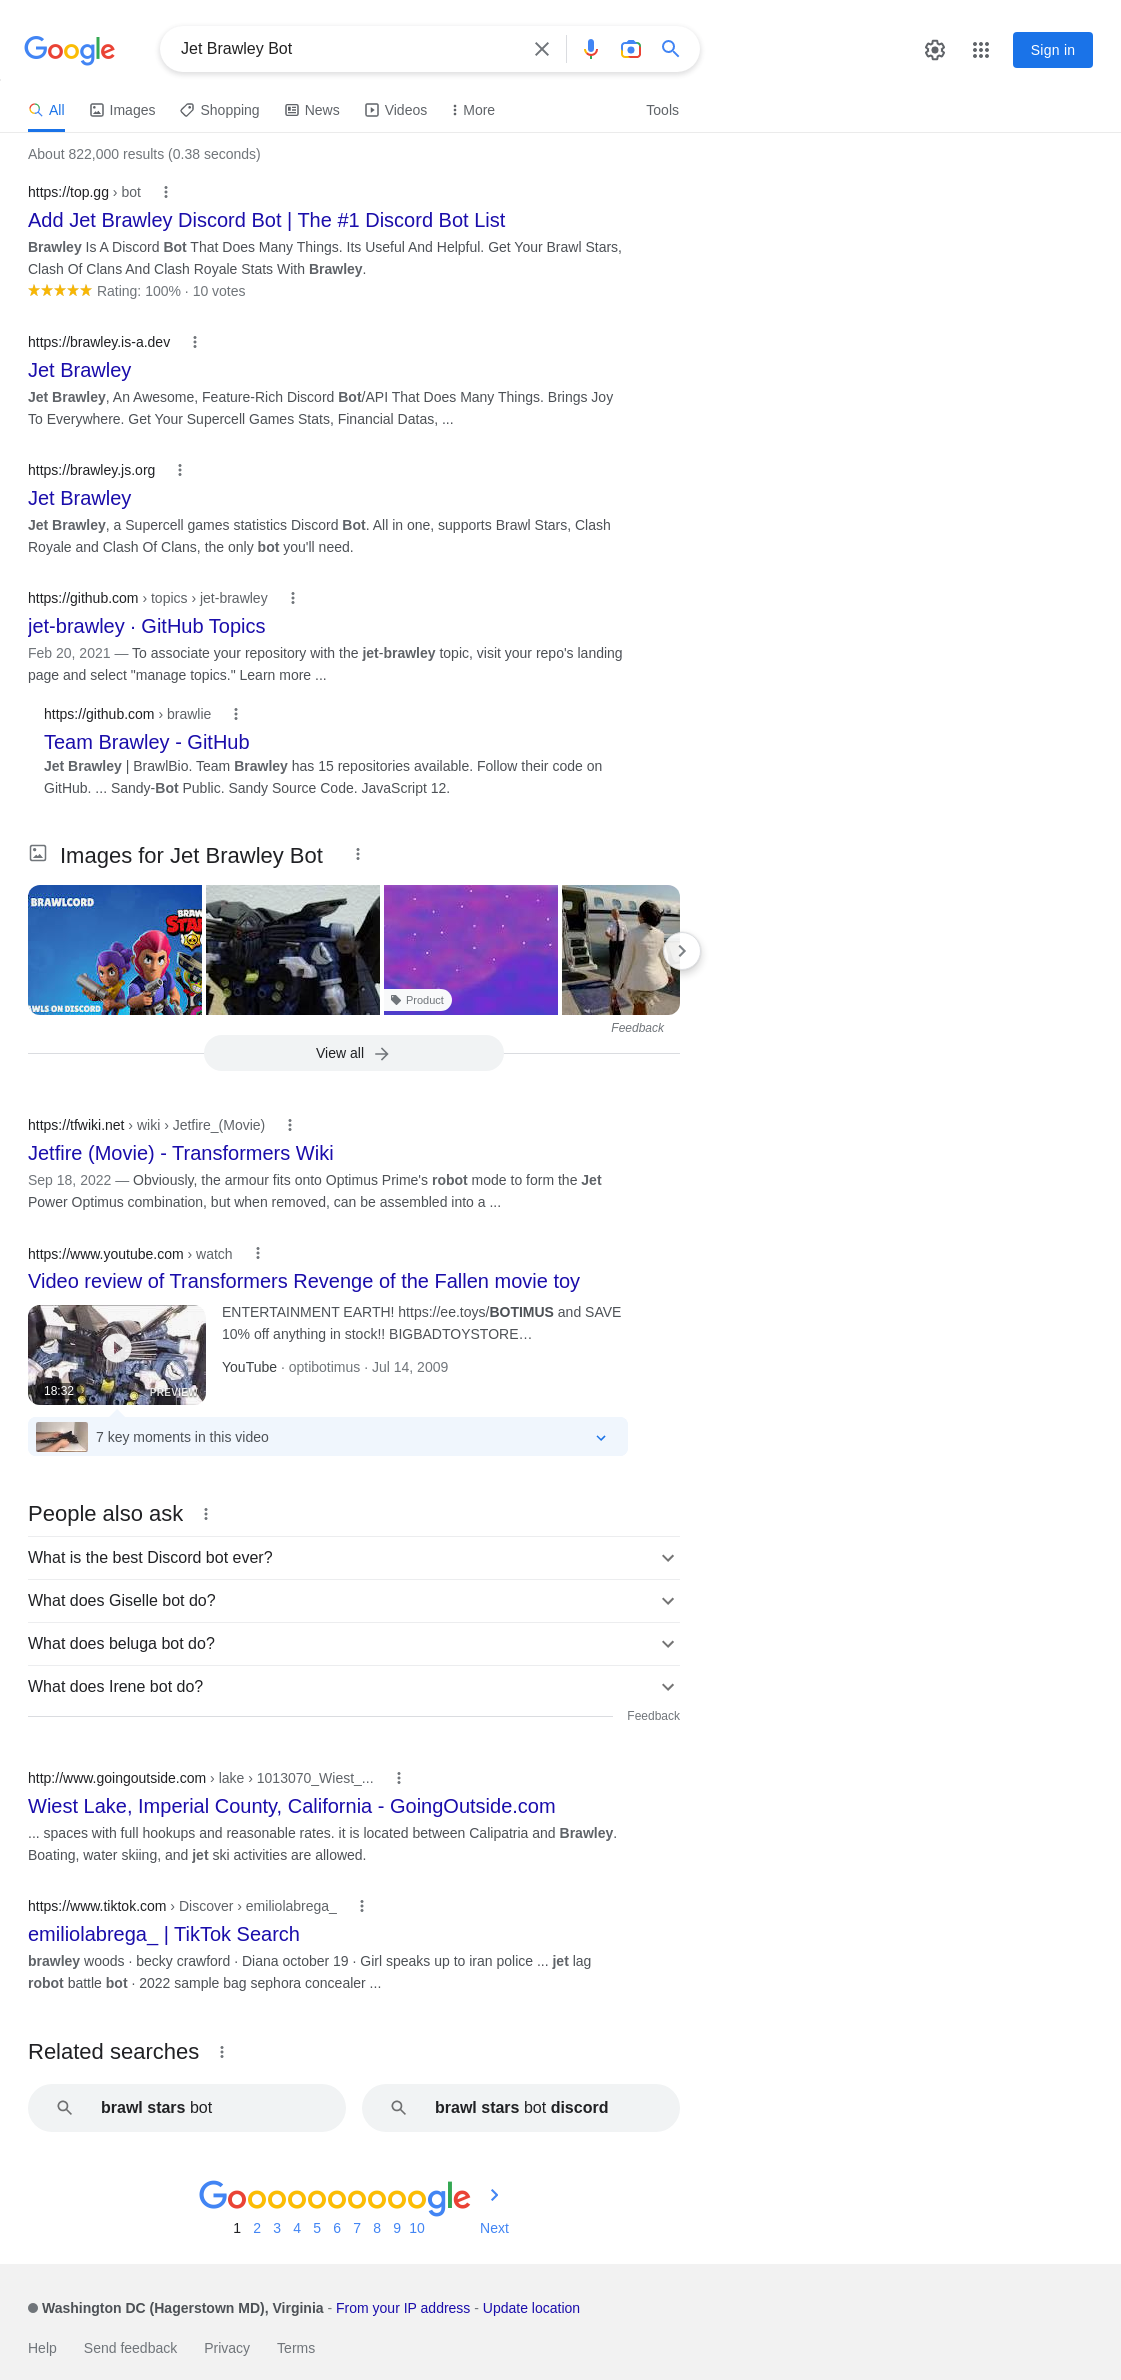 Google
Jet Brawley Bot
Sign in
All
Images
Shopping
News
Videos
More
Tools
About 822,000 results (0.38 seconds)
https://top.gg › bot
Add Jet Brawley Discord Bot | The #1 Discord Bot List
Brawley Is A Discord Bot That Does Many Things. Its Useful And Helpful. Get Your Brawl Stars,
Clash Of Clans And Clash Royale Stats With Brawley.
Rating: 100% · 10 votes
https://brawley.is-a.dev
Jet Brawley
Jet Brawley, An Awesome, Feature-Rich Discord Bot/API That Does Many Things. Brings Joy
To Everywhere. Get Your Supercell Games Stats, Financial Datas, ...
https://brawley.js.org
Jet Brawley
Jet Brawley, a Supercell games statistics Discord Bot. All in one, supports Brawl Stars, Clash
Royale and Clash Of Clans, the only bot you'll need.
https://github.com › topics › jet-brawley
jet-brawley · GitHub Topics
Feb 20, 2021 — To associate your repository with the jet-brawley topic, visit your repo's landing
page and select "manage topics." Learn more ...
https://github.com › brawlie
Team Brawley - GitHub
Jet Brawley | BrawlBio. Team Brawley has 15 repositories available. Follow their code on
GitHub. ... Sandy-Bot Public. Sandy Source Code. JavaScript 12.
Images for Jet Brawley Bot
BRAWLCORD
BRAW
STA
AWLS ON DISCORD
Product
Feedback
View all
https://tfwiki.net › wiki › Jetfire_(Movie)
Jetfire (Movie) - Transformers Wiki
Sep 18, 2022 — Obviously, the armour fits onto Optimus Prime's robot mode to form the Jet
Power Optimus combination, but when removed, can be assembled into a ...
https://www.youtube.com › watch
Video review of Transformers Revenge of the Fallen movie toy
ENTERTAINMENT EARTH! https://ee.toys/BOTIMUS and SAVE
10% off anything in stock!! BIGBADTOYSTORE…
YouTube · optibotimus · Jul 14, 2009
18:32
PREVIEW
7 key moments in this video
People also ask
What is the best Discord bot ever?
What does Giselle bot do?
What does beluga bot do?
What does Irene bot do?
Feedback
http://www.goingoutside.com › lake › 1013070_Wiest_...
Wiest Lake, Imperial County, California - GoingOutside.com
... spaces with full hookups and reasonable rates. it is located between Calipatria and Brawley.
Boating, water skiing, and jet ski activities are allowed.
https://www.tiktok.com › Discover › emiliolabrega_
emiliolabrega_ | TikTok Search
brawley woods · becky crawford · Diana october 19 · Girl speaks up to iran police ... jet lag
robot battle bot · 2022 sample bag sephora concealer ...
Related searches
brawl stars bot
brawl stars bot discord
Goooooooooogle
1 2 3 4 5 6 7 8 9 10 Next
Washington DC (Hagerstown MD), Virginia - From your IP address - Update location
Help
Send feedback
Privacy
Terms